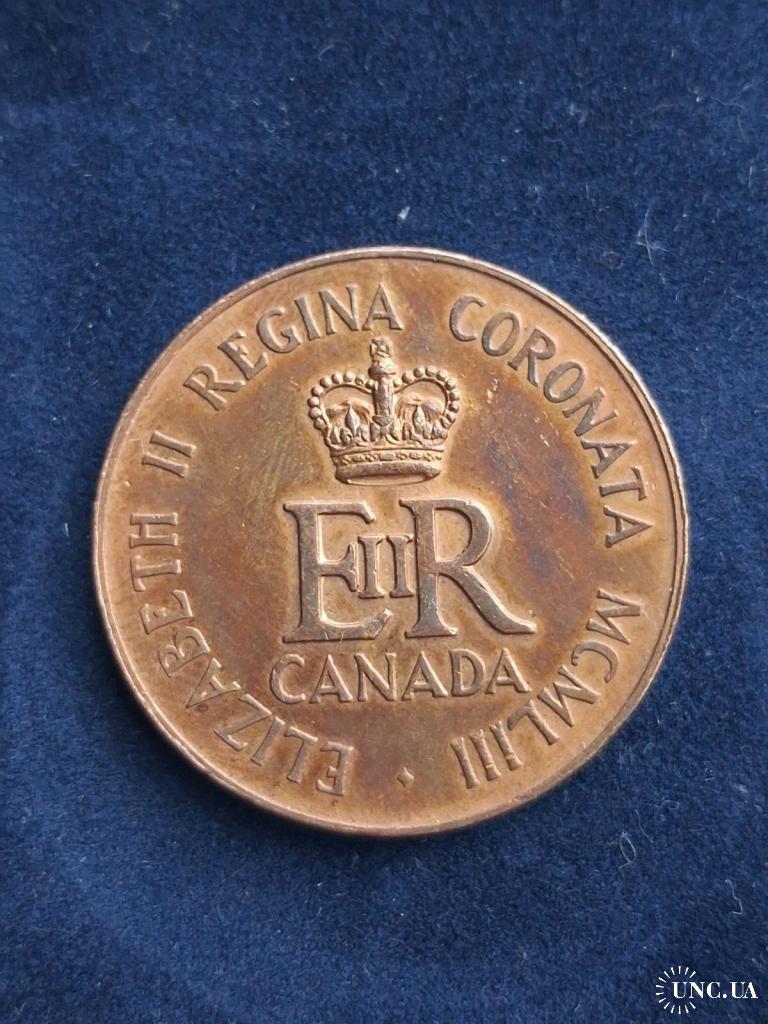 ELIZABETH II REGINA CORONATA MCMLIII
EIIR
CANADA
UNC.UA